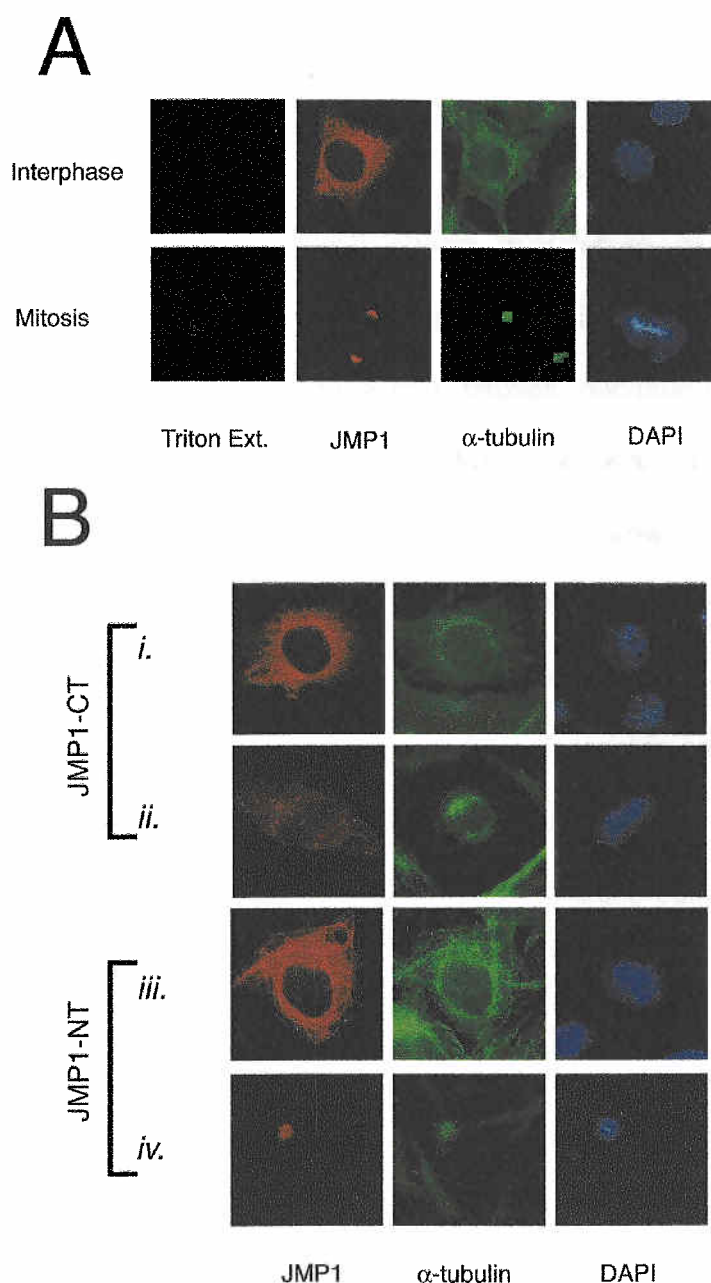 A
Interphase
Mitosis
Triton Ext. JMP1 α-tubulin DAPI
B
JMP1-CT
i.
ii.
JMP1-NT
iii.
iv.
JMP1 α-tubulin DAPI